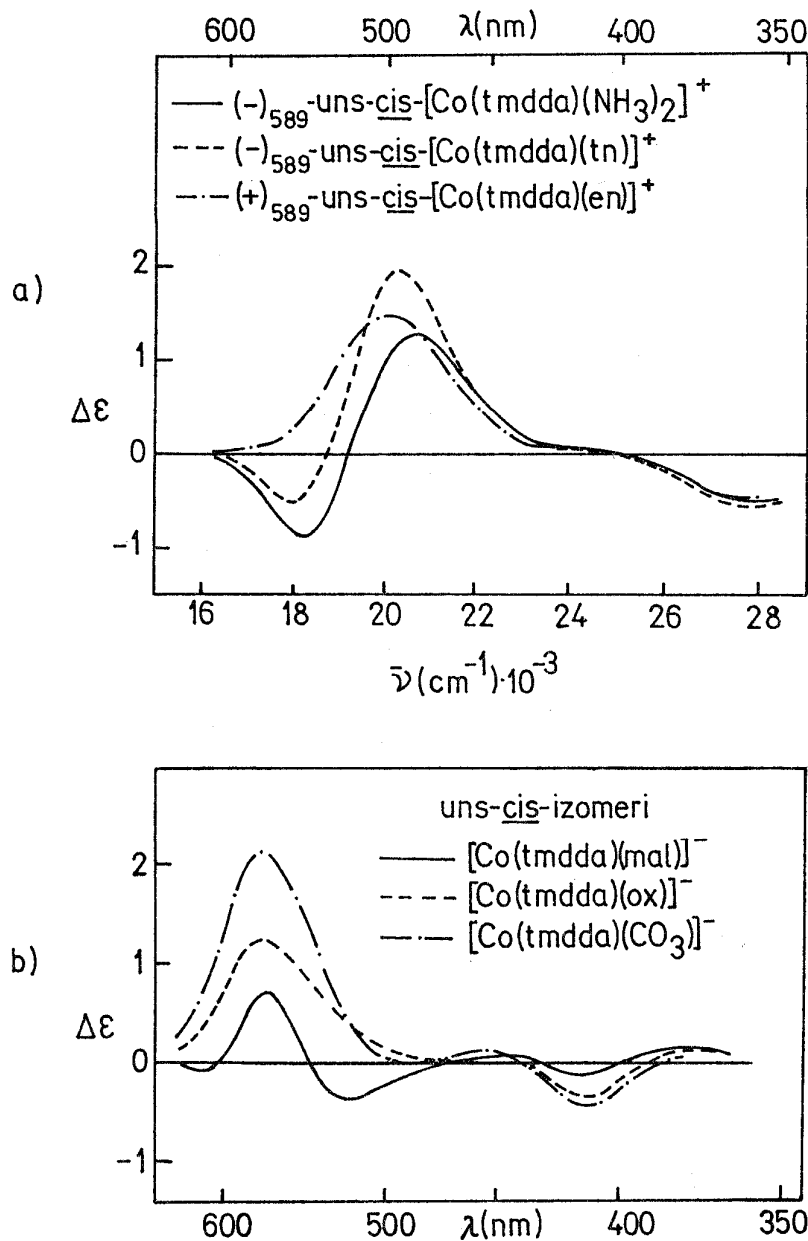 600 500 λ(nm) 400 350
(-)₅₈₉-uns-cis-[Co(tmdda)(NH₃)₂]⁺
(-)₅₈₉-uns-cis-[Co(tmdda)(tn)]⁺
(+)₅₈₉-uns-cis-[Co(tmdda)(en)]⁺
a)
2
1
Δε
0
-1
16 18 20 22 24 26 28
ν̄(cm⁻¹)·10⁻³
uns-cis-izomeri
[Co(tmdda)(mal)]⁻
[Co(tmdda)(ox)]⁻
[Co(tmdda)(CO₃)]⁻
b)
2
1
Δε
0
-1
600 500 λ(nm) 400 350